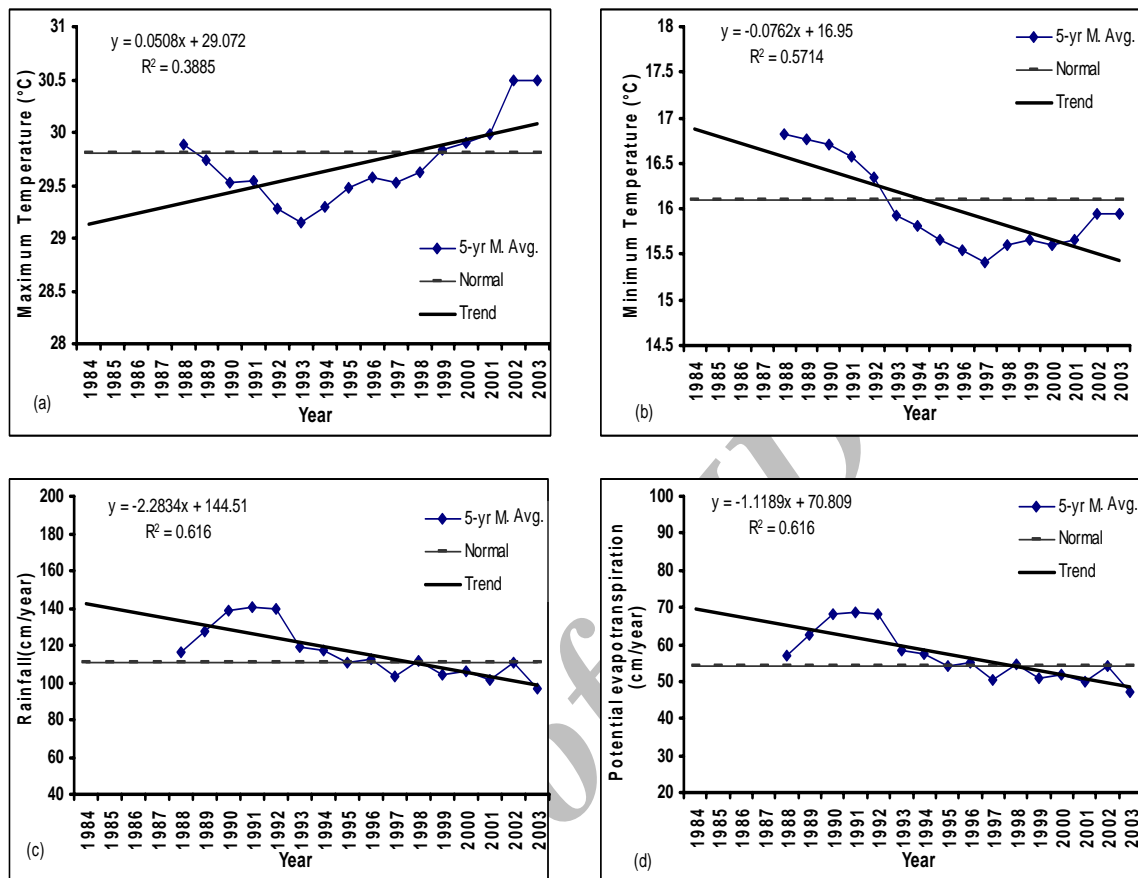 y = 0.0508x + 29.072
R² = 0.3885
5-yr M. Avg.
Normal
Trend
Maximum Temperature (°C)
30.5
30
29.5
29
28.5
28
1984 1985 1986 1987 1988 1989 1990 1991 1992 1993 1994 1995 1996 1997 1998 1999 2000 2001 2002 2003
(a)
Year
y = -0.0762x + 16.95
R² = 0.5714
5-yr M. Avg.
Normal
Trend
Minimum Temperature (°C)
18
17.5
17
16.5
16
15.5
15
14.5
1984 1985 1986 1987 1988 1989 1990 1991 1992 1993 1994 1995 1996 1997 1998 1999 2000 2001 2002 2003
(b)
Year
y = -2.2834x + 144.51
R² = 0.616
5-yr M. Avg.
Normal
Trend
Rainfall(cm/year)
200
180
160
140
120
100
80
60
40
1984 1985 1986 1987 1988 1989 1990 1991 1992 1993 1994 1995 1996 1997 1998 1999 2000 2001 2002 2003
(c)
Year
y = -1.1189x + 70.809
R² = 0.616
5-yr M. Avg.
Normal
Trend
Potential evapotranspiration
(cm/year)
100
90
80
70
60
50
40
30
20
1984 1985 1986 1987 1988 1989 1990 1991 1992 1993 1994 1995 1996 1997 1998 1999 2000 2001 2002 2003
(d)
Year
of